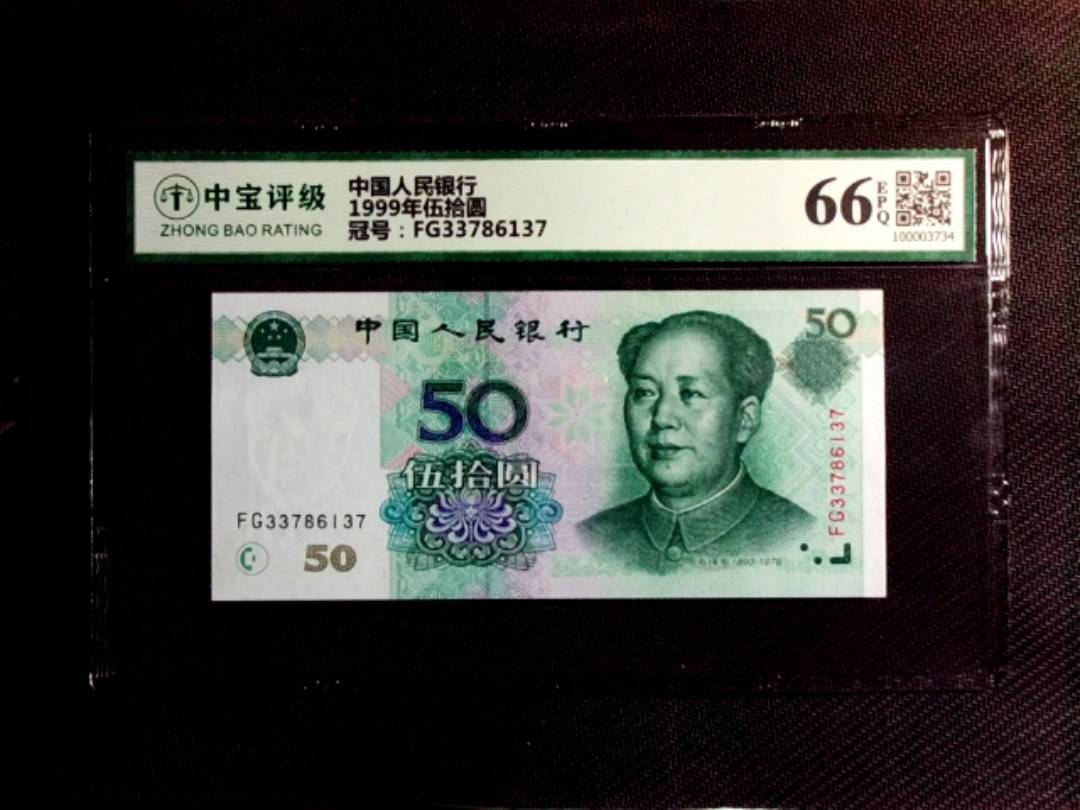 中宝评级
ZHONG BAO RATING
中国人民银行
1999年伍拾圆
冠号：FG33786137
66
EPQ
100003734
中国人民银行
50
50
伍拾圆
FG33786137
50
FG33786137
1893-1976